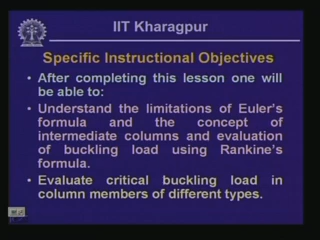 IIT Kharagpur
Specific Instructional Objectives
• After completing this lesson one will
be able to:
• Understand the limitations of Euler's
formula and the concept of
intermediate columns and evaluation
of buckling load using Rankine's
formula.
• Evaluate critical buckling load in
column members of different types.